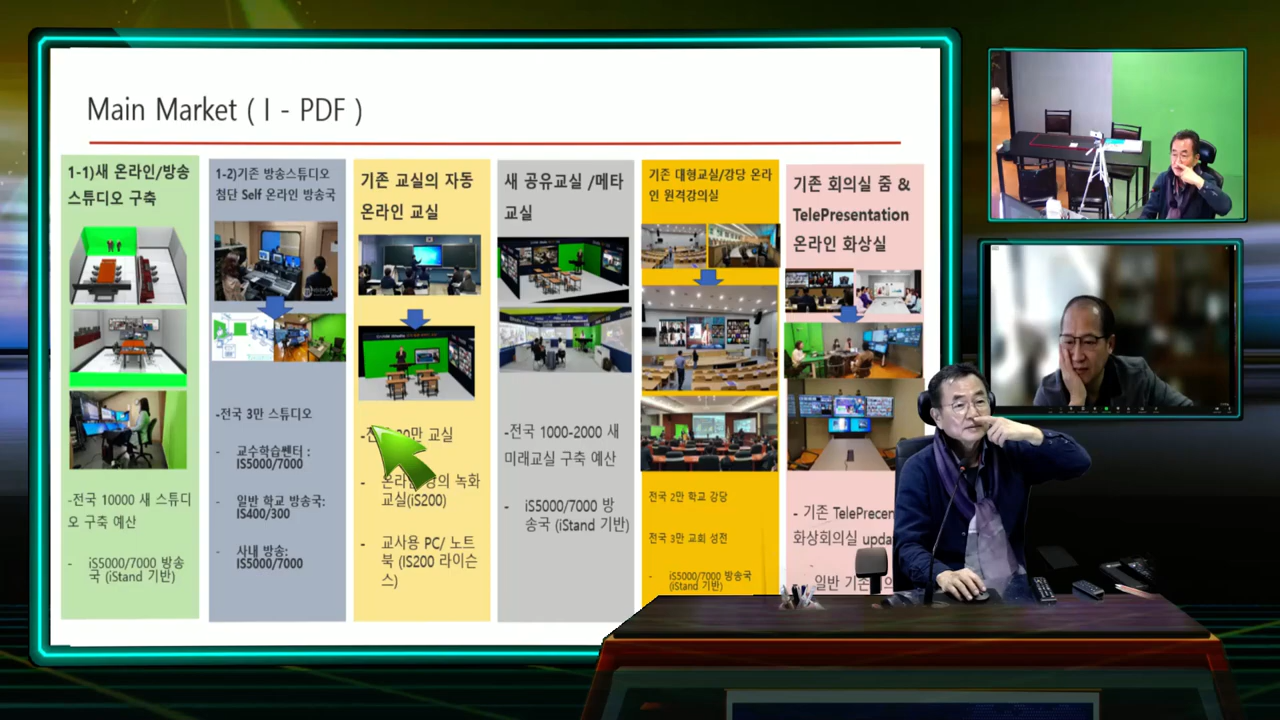 Main Market ( I - PDF )
1-1)새 온라인/방송
스튜디오 구축
-전국 10000 새 스튜디
오 구축 예산
- iS5000/7000 방송
국 (iStand 기반)
1-2)기존 방송스튜디오
첨단 Self 온라인 방송국
-전국 3만 스튜디오
- 교수학습쎈터 :
IS5000/7000
- 일반 학교 방송국:
IS400/300
- 사내 방송:
IS5000/7000
기존 교실의 자동
온라인 교실
교실
- 녹화
교실(iS200)
- 교사용 PC/ 노트
북 (IS200 라이슨
스)
새 공유교실 /메타
교실
-전국 1000-2000 새
미래교실 구축 예산
- iS5000/7000 방
송국 (iStand 기반)
기존 대형교실/강당 온라
인 원격강의실
전국 2만 학교 강당
전국 3만 교회 성전
- iS5000/7000 방송국
(iStand 기반)
기존 회의실 줌 &
TelePresentation
온라인 화상실
- 기존 TelePrecen
화상회의실 upda
일반 기존